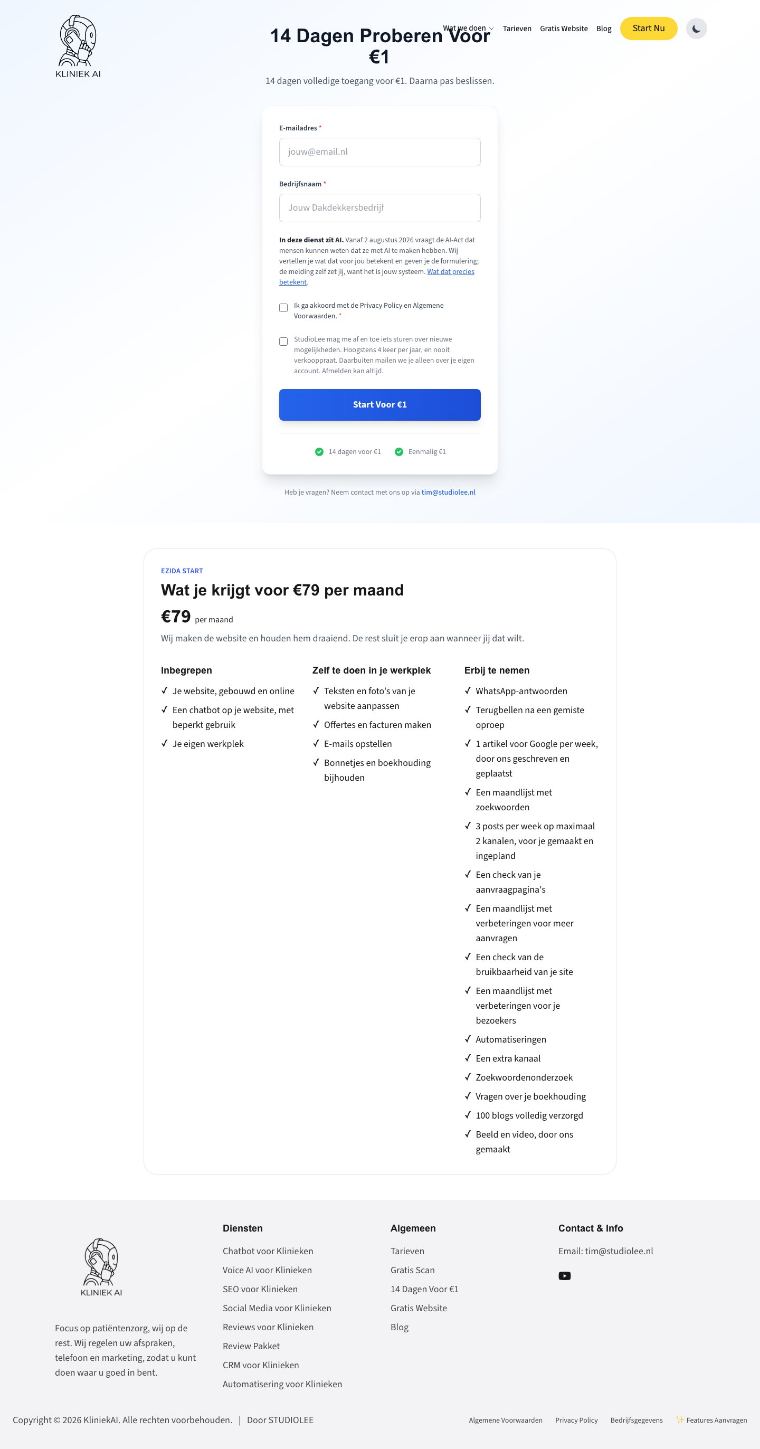 KLINIEK AI
Wat we doen
Tarieven
Gratis Website
Blog
Start Nu
14 Dagen Proberen Voor
€1
14 dagen volledige toegang voor €1. Daarna pas beslissen.
E-mailadres *
jouw@email.nl
Bedrijfsnaam *
Jouw Dakdekkersbedrijf
In deze dienst zit AI. Vanaf 2 augustus 2026 vraagt de AI-Act dat
mensen kunnen weten dat ze met AI te maken hebben. Wij
vertellen je wat dat voor jou betekent en geven je de formulering;
de melding zelf zet jij, want het is jouw systeem. Wat dat precies
betekent.
Ik ga akkoord met de Privacy Policy en Algemene
Voorwaarden. *
StudioLee mag me af en toe iets sturen over nieuwe
mogelijkheden. Hoogstens 4 keer per jaar, en nooit
verkooppraat. Daarbuiten mailen we je alleen over je eigen
account. Afmelden kan altijd.
Start Voor €1
14 dagen voor €1
Eenmalig €1
Heb je vragen? Neem contact met ons op via tim@studiolee.nl
EZIDA START
Wat je krijgt voor €79 per maand
€79 per maand
Wij maken de website en houden hem draaiend. De rest sluit je erop aan wanneer jij dat wilt.
Inbegrepen
✓ Je website, gebouwd en online
✓ Een chatbot op je website, met
beperkt gebruik
✓ Je eigen werkplek
Zelf te doen in je werkplek
✓ Teksten en foto's van je
website aanpassen
✓ Offertes en facturen maken
✓ E-mails opstellen
✓ Bonnetjes en boekhouding
bijhouden
Erbij te nemen
✓ WhatsApp-antwoorden
✓ Terugbellen na een gemiste
oproep
✓ 1 artikel voor Google per week,
door ons geschreven en
geplaatst
✓ Een maandlijst met
zoekwoorden
✓ 3 posts per week op maximaal
2 kanalen, voor je gemaakt en
ingepland
✓ Een check van je
aanvraagpagina's
✓ Een maandlijst met
verbeteringen voor meer
aanvragen
✓ Een check van de
bruikbaarheid van je site
✓ Een maandlijst met
verbeteringen voor je
bezoekers
✓ Automatiseringen
✓ Een extra kanaal
✓ Zoekwoordenonderzoek
✓ Vragen over je boekhouding
✓ 100 blogs volledig verzorgd
✓ Beeld en video, door ons
gemaakt
KLINIEK AI
Focus op patiëntenzorg, wij op de
rest. Wij regelen uw afspraken,
telefoon en marketing, zodat u kunt
doen waar u goed in bent.
Diensten
Chatbot voor Klinieken
Voice AI voor Klinieken
SEO voor Klinieken
Social Media voor Klinieken
Reviews voor Klinieken
Review Pakket
CRM voor Klinieken
Automatisering voor Klinieken
Algemeen
Tarieven
Gratis Scan
14 Dagen Voor €1
Gratis Website
Blog
Contact & Info
Email: tim@studiolee.nl
Copyright © 2026 KliniekAI. Alle rechten voorbehouden. | Door STUDIOLEE
Algemene Voorwaarden
Privacy Policy
Bedrijfsgegevens
✨ Features Aanvragen